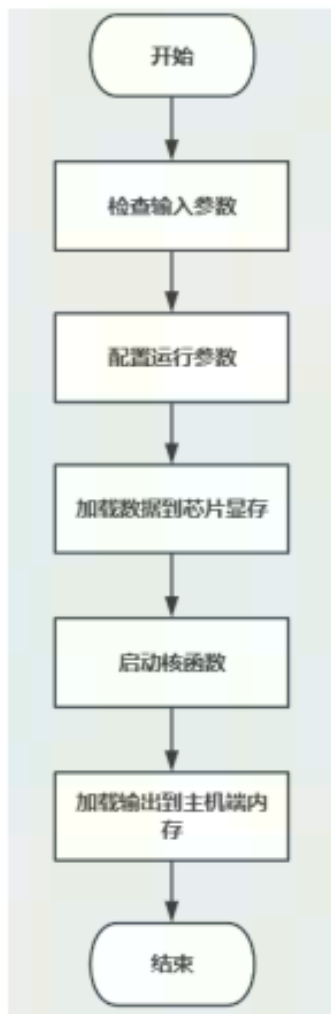 开始
检查输入参数
配置运行参数
加载数据到芯片显存
启动核函数
加载输出到主机端内
存
结束